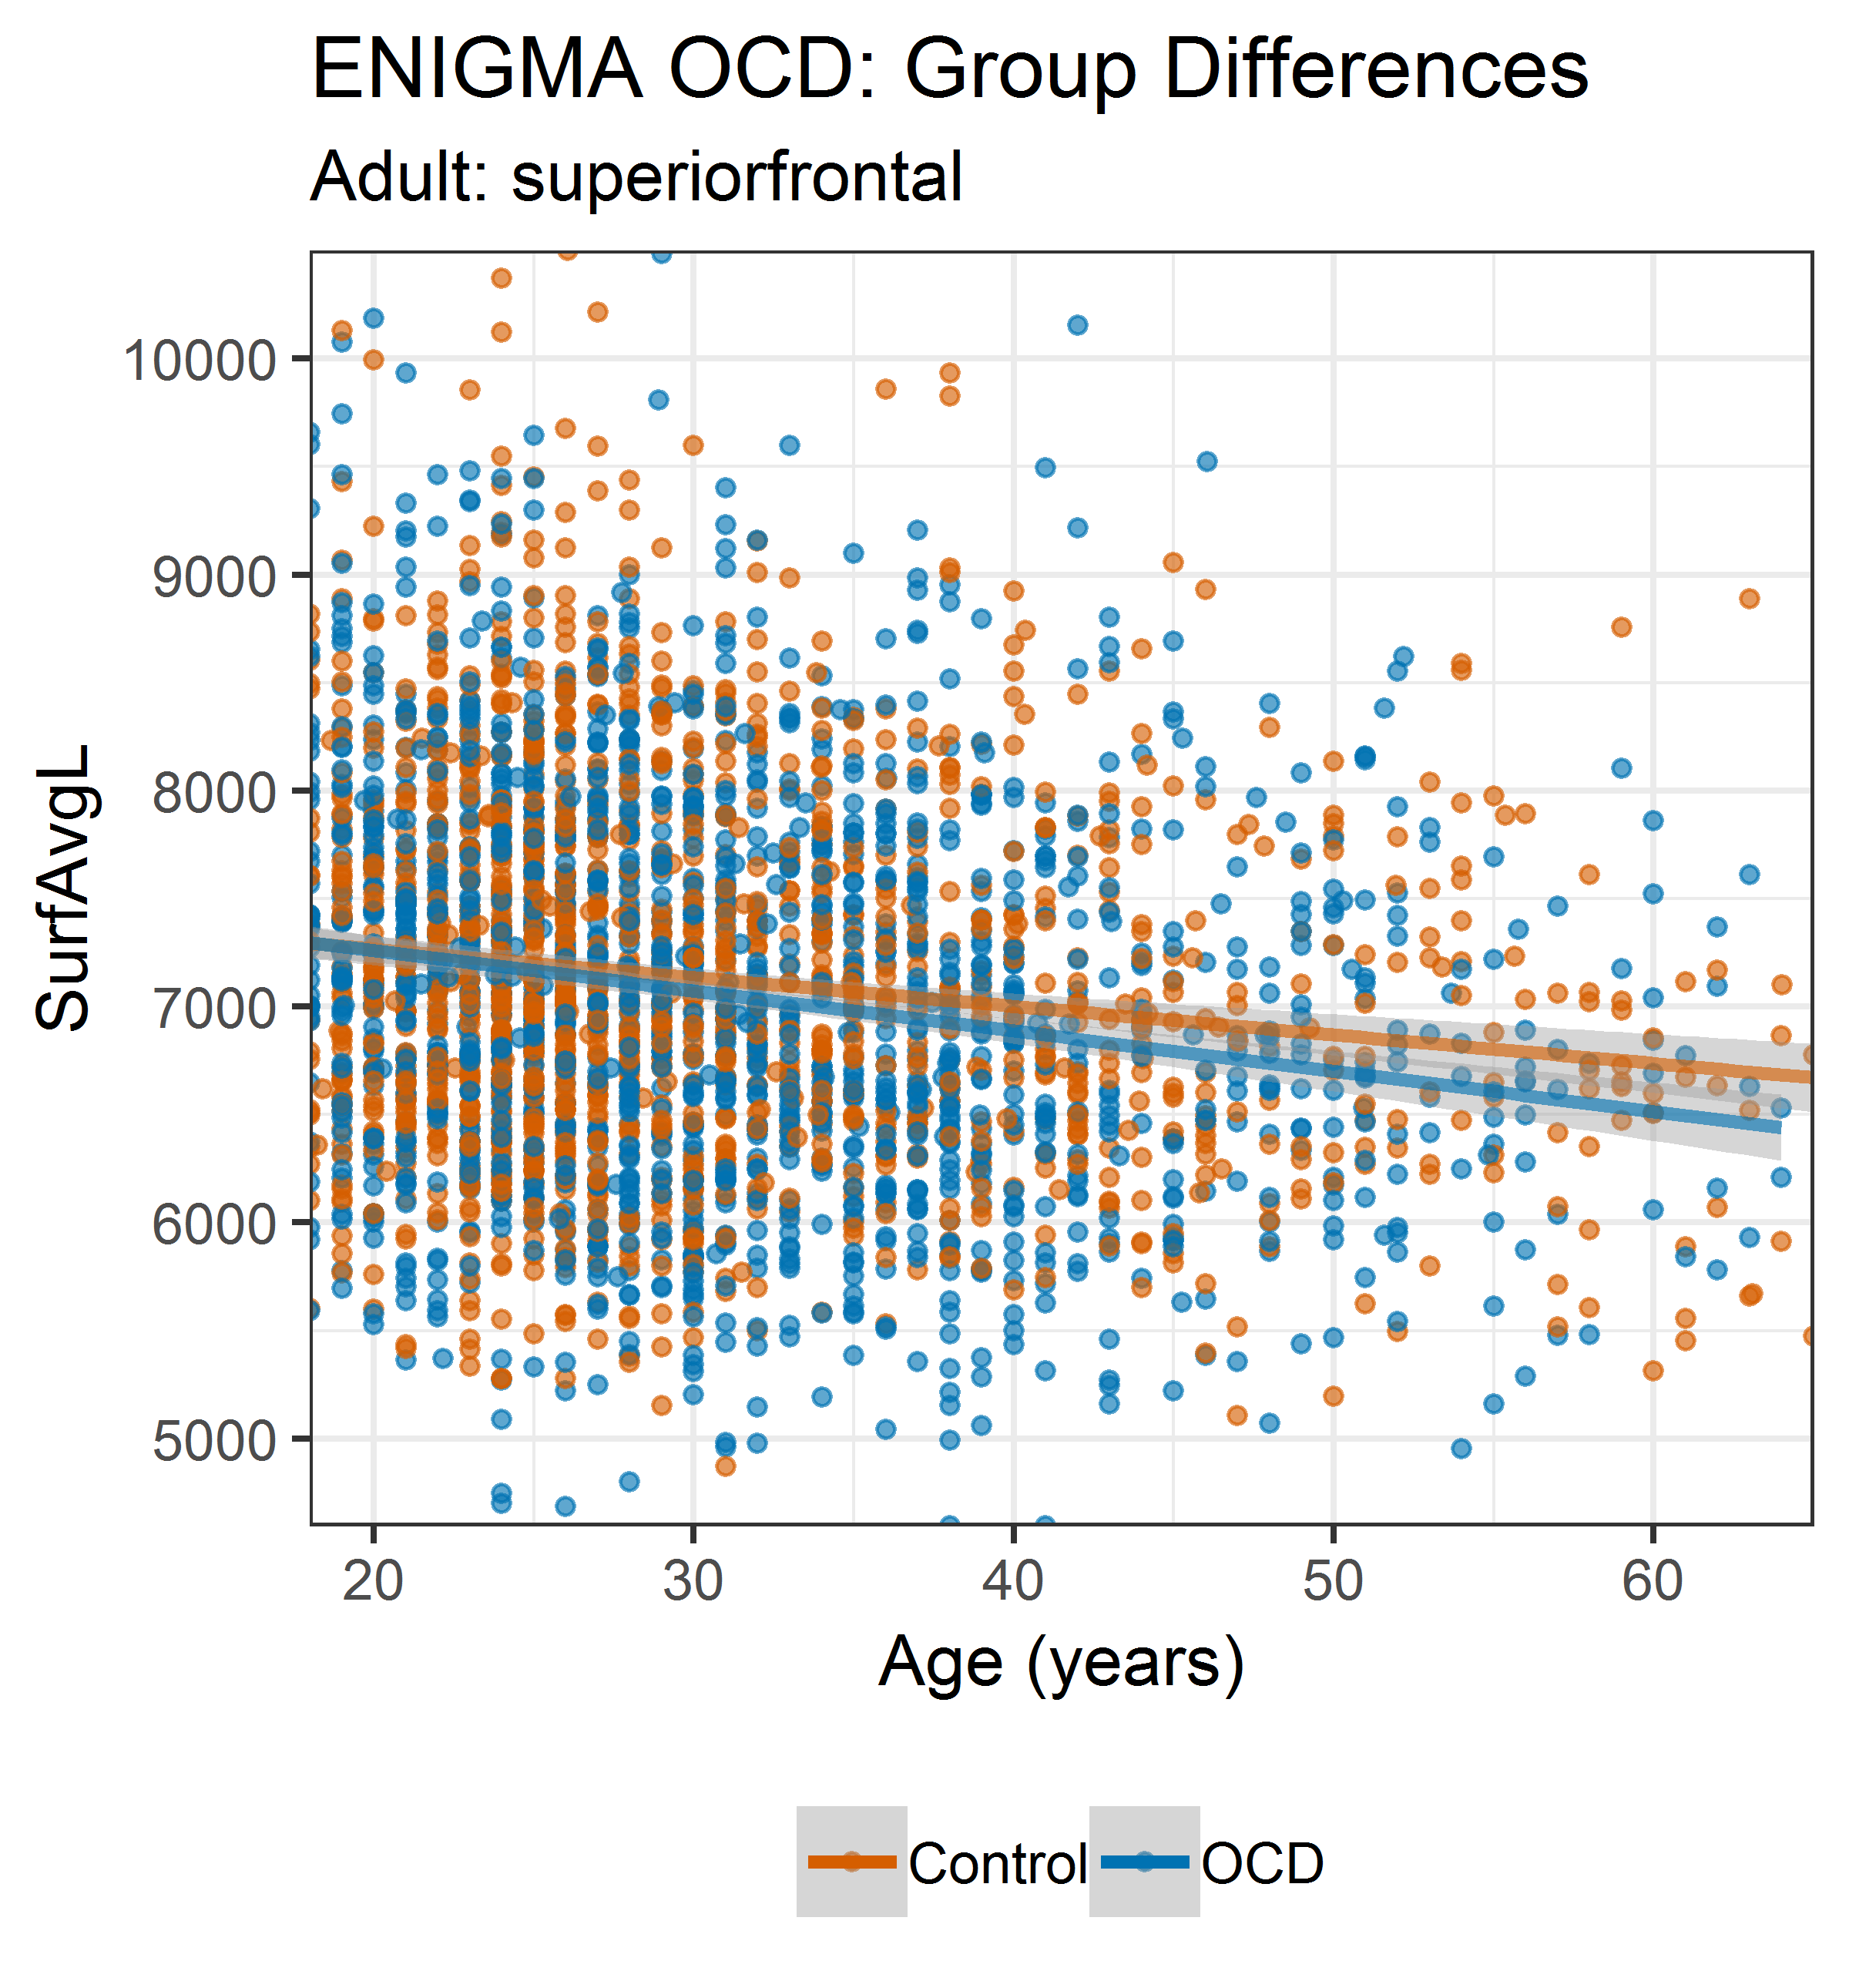 ENIGMA OCD: Group Differences
Adult: superiorfrontal
SurfAvgL
10000
9000
8000
7000
6000
5000
20 30 40 50 60
Age (years)
Control OCD